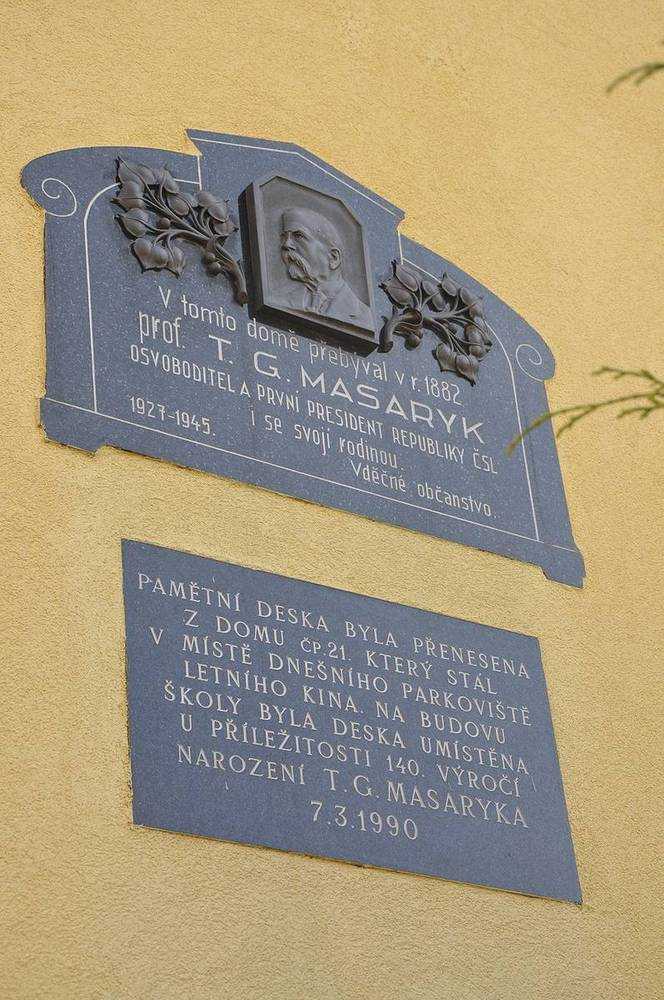 V tomto domě přebýval v r. 1882
prof. T. G. MASARYK
OSVOBODITEL A PRVNÍ PRESIDENT REPUBLIKY ČSL
1927-1945. i se svojí rodinou.
Vděčné občanstvo.
PAMĚTNÍ DESKA BYLA PŘENESENA
Z DOMU ČP.21. KTERÝ STÁL
V MÍSTĚ DNEŠNÍHO PARKOVIŠTĚ
LETNÍHO KINA. NA BUDOVU
ŠKOLY BYLA DESKA UMÍSTĚNA
U PŘÍLEŽITOSTI 140. VÝROČÍ
NAROZENÍ T. G. MASARYKA
7.3.1990